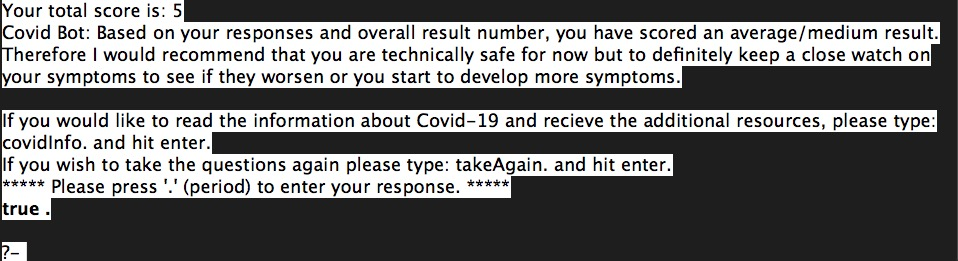 Your total score is: 5
Covid Bot: Based on your responses and overall result number, you have scored an average/medium result.
Therefore I would recommend that you are technically safe for now but to definitely keep a close watch on
your symptoms to see if they worsen or you start to develop more symptoms.
If you would like to read the information about Covid-19 and recieve the additional resources, please type:
covidInfo. and hit enter.
If you wish to take the questions again please type: takeAgain. and hit enter.
***** Please press '.' (period) to enter your response. *****
true .
?-